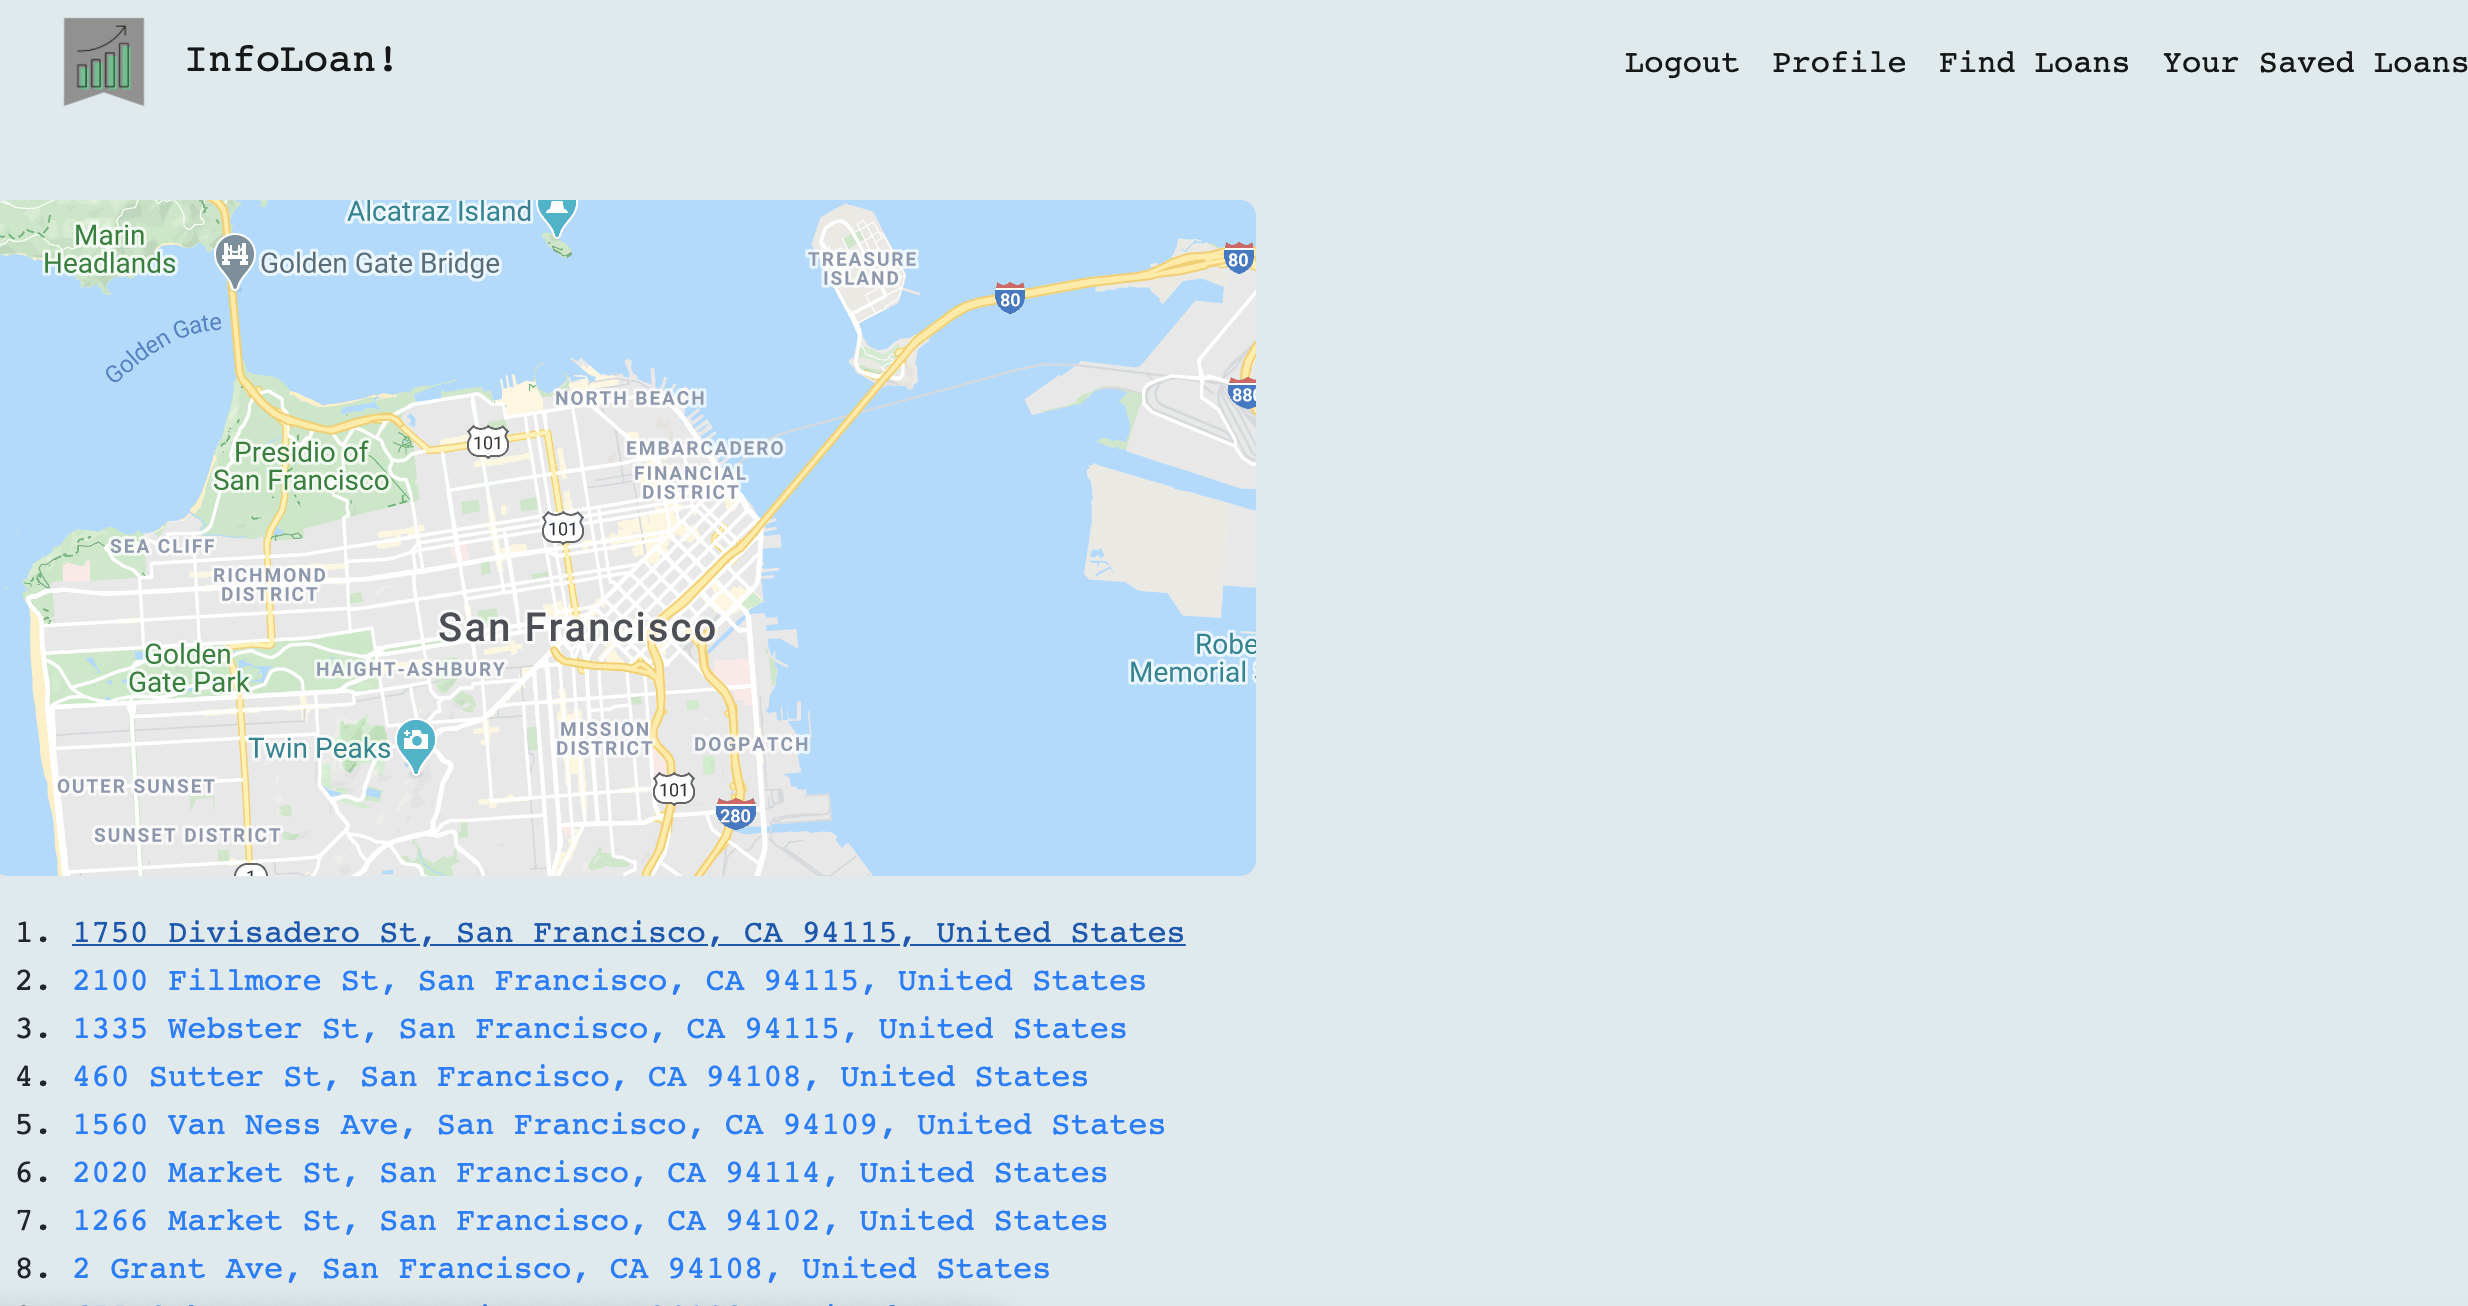 InfoLoan!
Logout Profile Find Loans Your Saved Loans
Alcatraz Island
Marin
Headlands
Golden Gate Bridge
TREASURE
ISLAND
80
80
Golden Gate
880
NORTH BEACH
101
EMBARCADERO
Presidio of
San Francisco
FINANCIAL
DISTRICT
101
SEA CLIFF
RICHMOND
DISTRICT
San Francisco
Golden
Gate Park
HAIGHT-ASHBURY
Memorial
MISSION
DISTRICT
DOGPATCH
Twin Peaks
OUTER SUNSET
101
280
SUNSET DISTRICT
1
1. 1750 Divisadero St, San Francisco, CA 94115, United States
2. 2100 Fillmore St, San Francisco, CA 94115, United States
3. 1335 Webster St, San Francisco, CA 94115, United States
4. 460 Sutter St, San Francisco, CA 94108, United States
5. 1560 Van Ness Ave, San Francisco, CA 94109, United States
6. 2020 Market St, San Francisco, CA 94114, United States
7. 1266 Market St, San Francisco, CA 94102, United States
8. 2 Grant Ave, San Francisco, CA 94108, United States